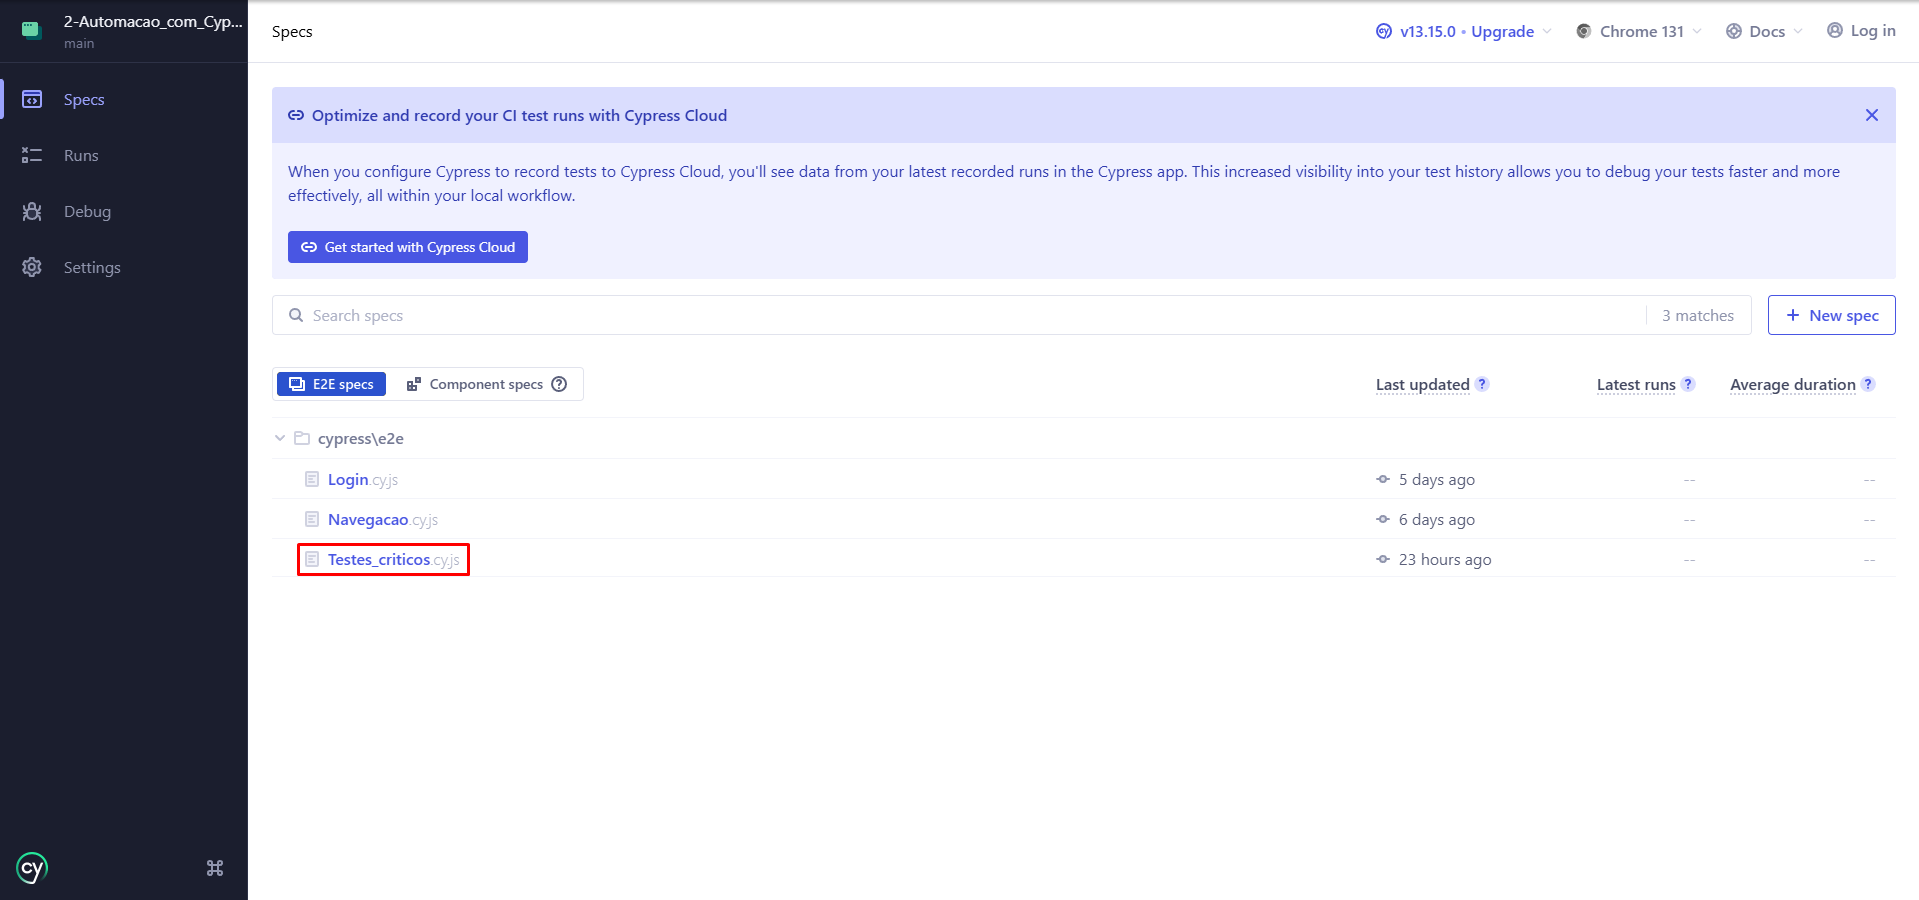 2-Automacao_com_Cyp...
main
Specs
v13.15.0 • Upgrade
Chrome 131
Docs
Log in
Specs
Runs
Debug
Settings
Optimize and record your CI test runs with Cypress Cloud
When you configure Cypress to record tests to Cypress Cloud, you'll see data from your latest recorded runs in the Cypress app. This increased visibility into your test history allows you to debug your tests faster and more
effectively, all within your local workflow.
Get started with Cypress Cloud
Search specs
3 matches
+ New spec
E2E specs
Component specs ?
Last updated ?
Latest runs ?
Average duration ?
cypress\e2e
Login.cy.js 5 days ago -- --
Navegacao.cy.js 6 days ago -- --
Testes_criticos.cy.js 23 hours ago -- --
cy